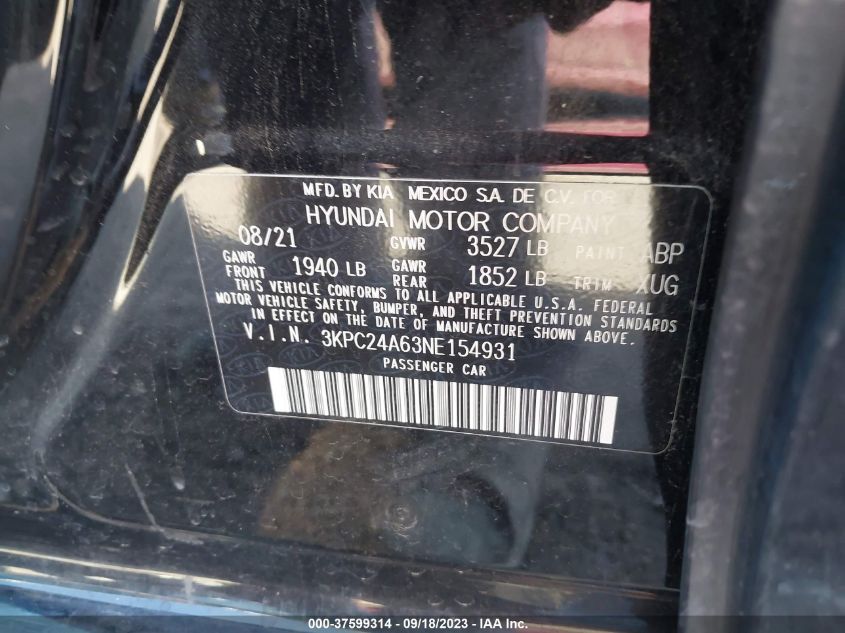 MFD. BY KIA MEXICO S.A. DE C.V. FOR
HYUNDAI MOTOR COMPANY
08/21 GVWR 3527 LB PAINT ABP
GAWR FRONT 1940 LB GAWR REAR 1852 LB TRIM XUG
THIS VEHICLE CONFORMS TO ALL APPLICABLE U.S.A. FEDERAL
MOTOR VEHICLE SAFETY, BUMPER, AND THEFT PREVENTION STANDARDS
IN EFFECT ON THE DATE OF MANUFACTURE SHOWN ABOVE.
V.I.N. 3KPC24A63NE154931
PASSENGER CAR
000-37599314 - 09/18/2023 - IAA Inc.